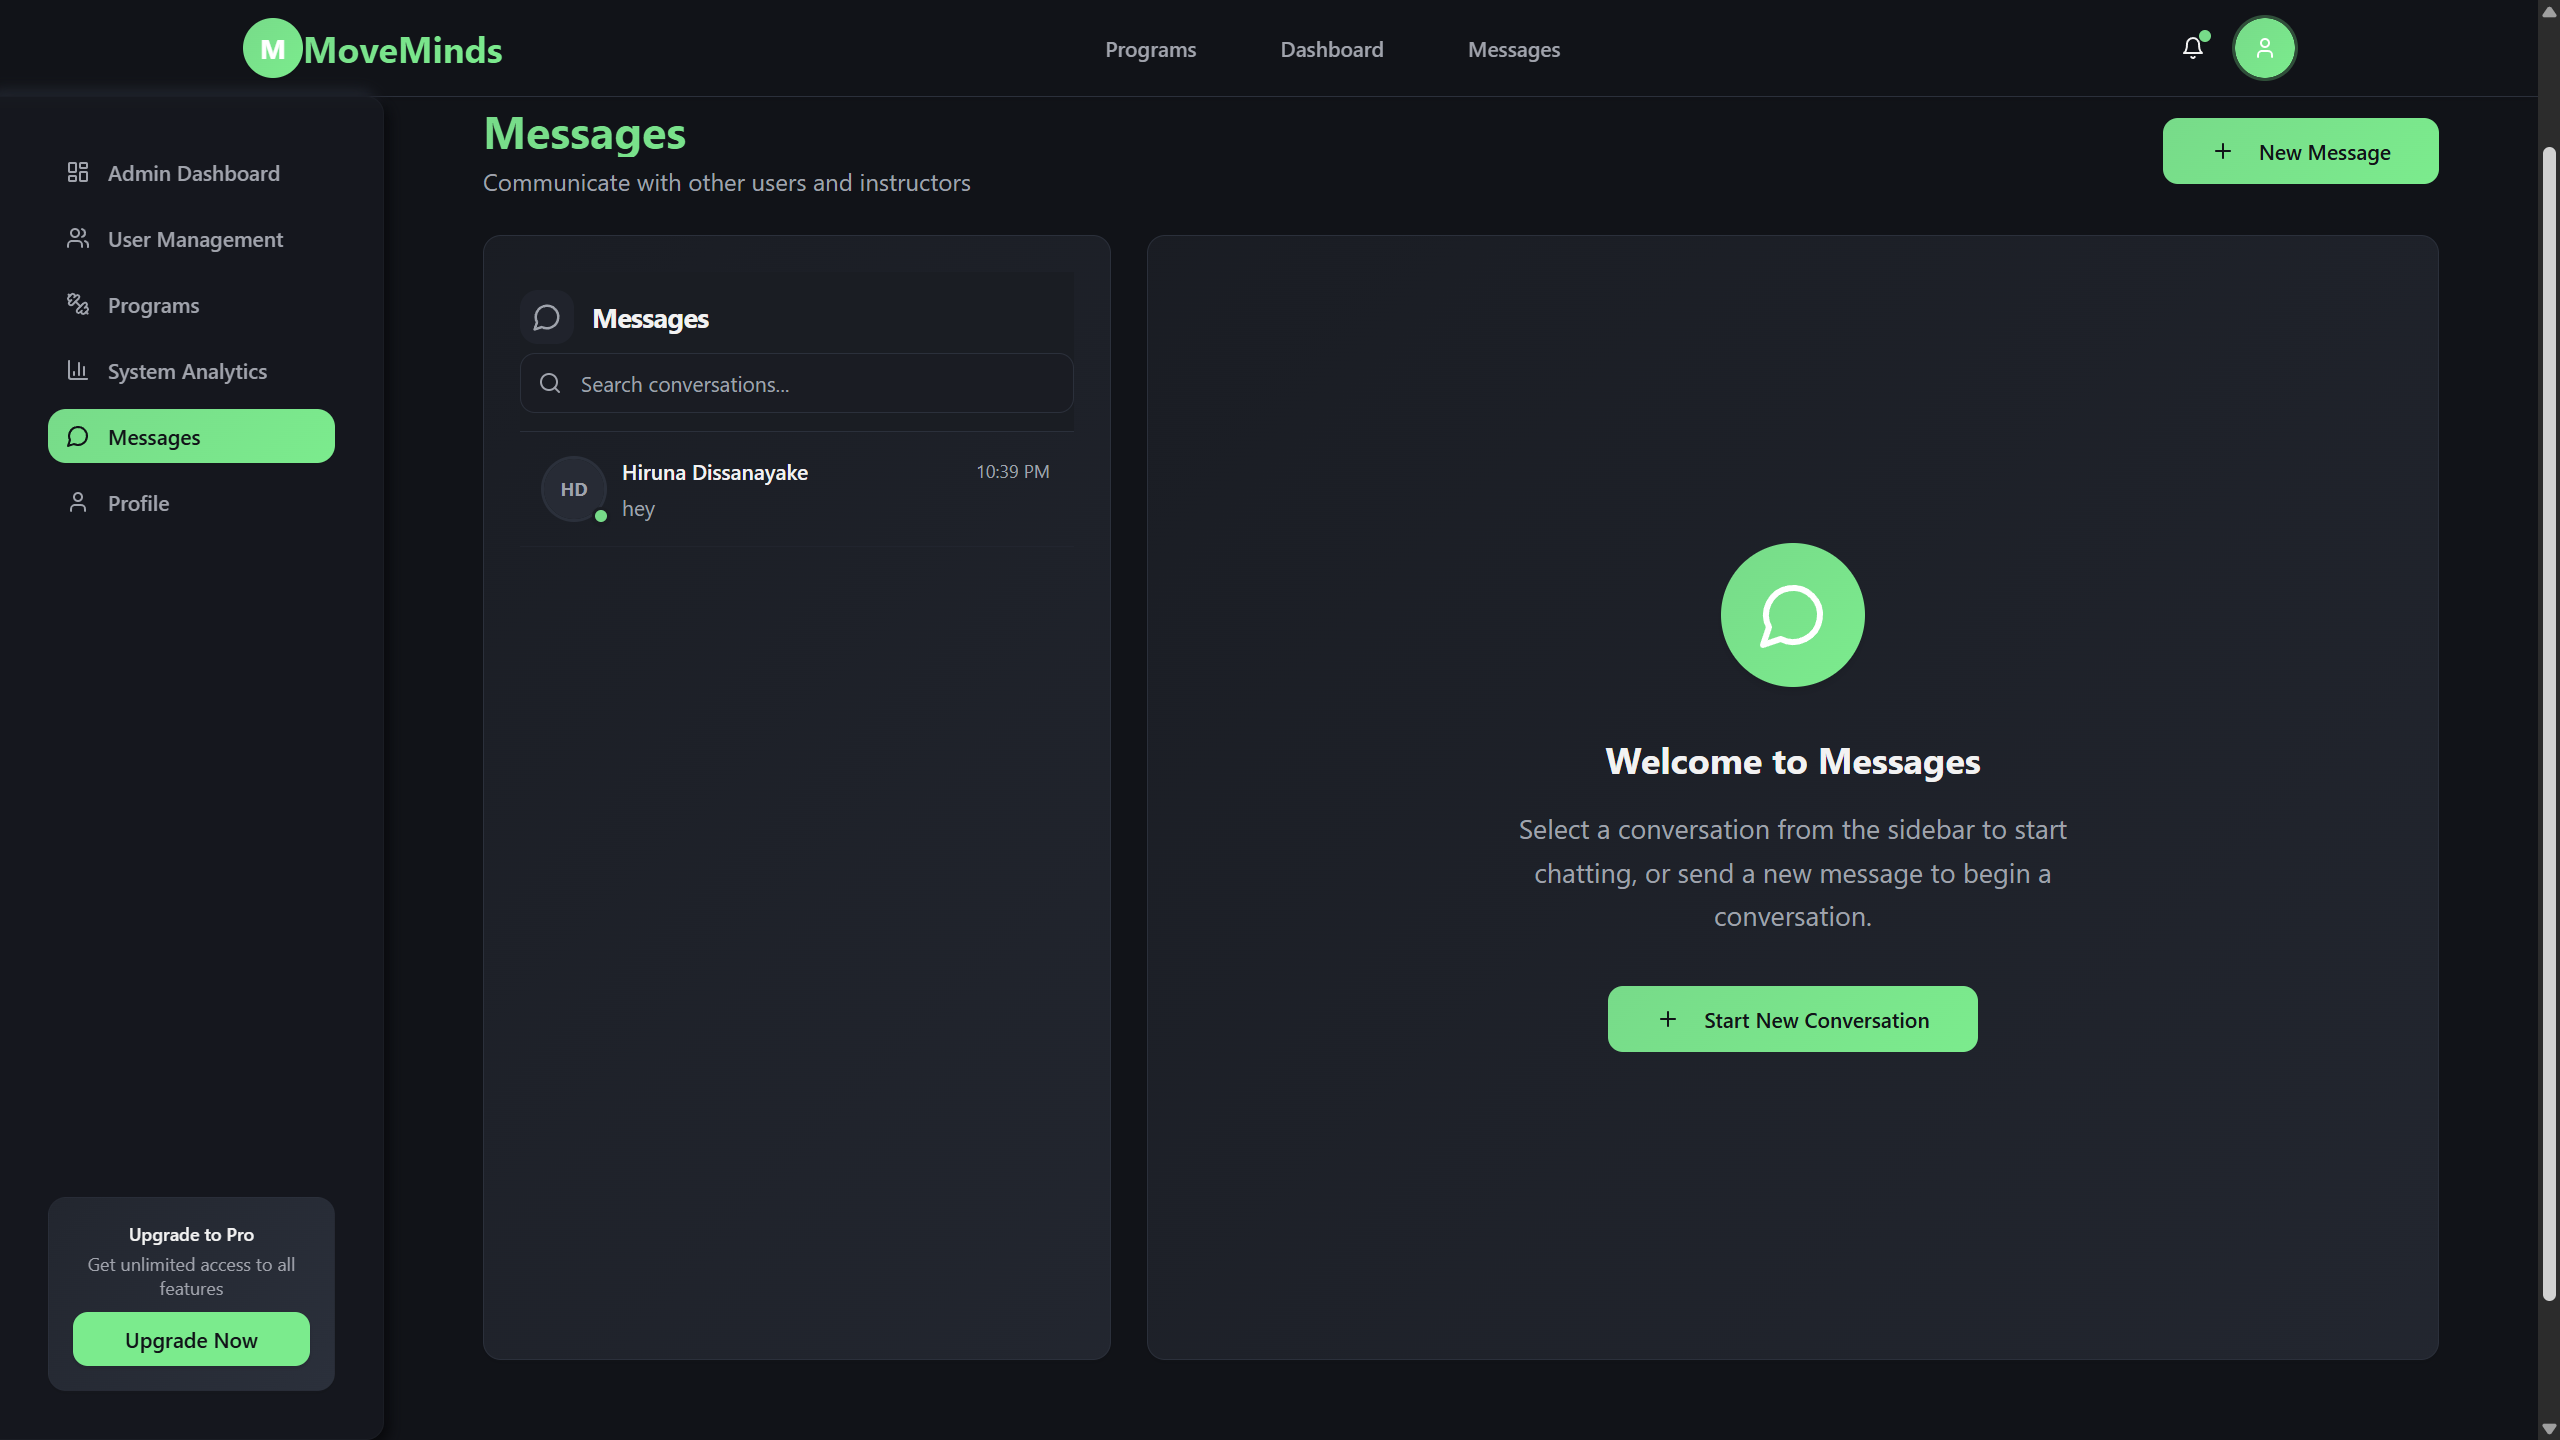 M MoveMinds
Programs
Dashboard
Messages
Admin Dashboard
User Management
Programs
System Analytics
Messages
Profile
Upgrade to Pro
Get unlimited access to all
features
Upgrade Now
Messages
Communicate with other users and instructors
New Message
Messages
Search conversations...
HD
Hiruna Dissanayake
10:39 PM
hey
Welcome to Messages
Select a conversation from the sidebar to start
chatting, or send a new message to begin a
conversation.
Start New Conversation